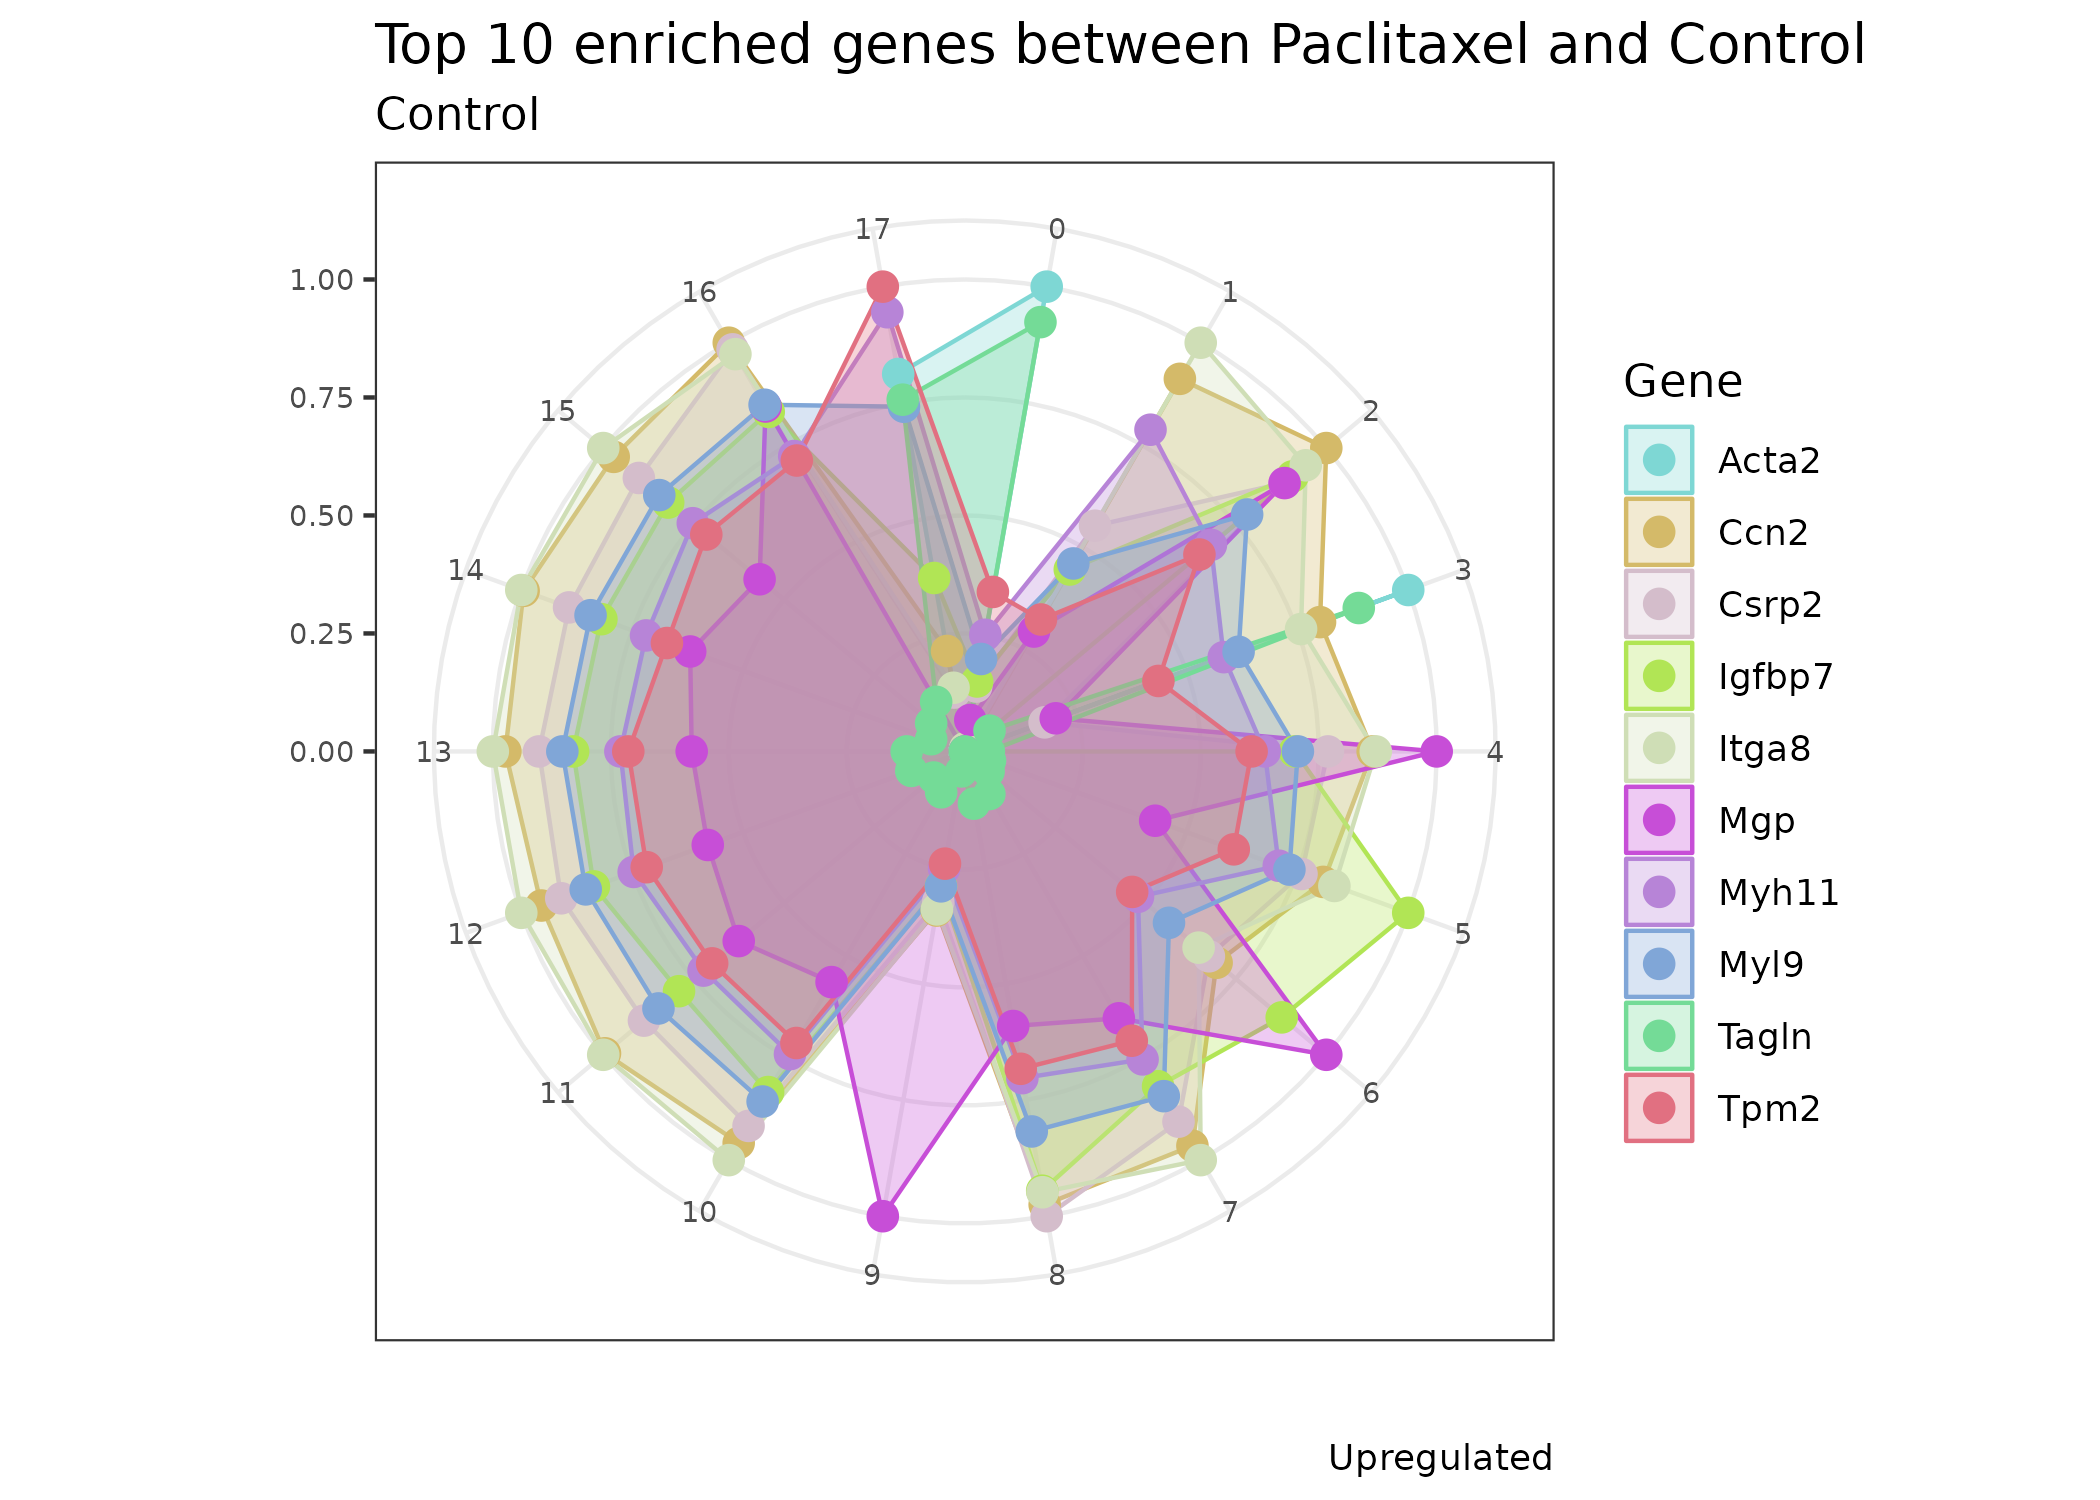 Top 10 enriched genes between Paclitaxel and Control
Control
17
0
16
1
15
2
14
3
13
4
12
5
11
6
10
7
9
8
1.00
0.75
0.50
0.25
0.00
Gene
Acta2
Ccn2
Csrp2
Igfbp7
Itga8
Mgp
Myh11
Myl9
Tagln
Tpm2
Upregulated